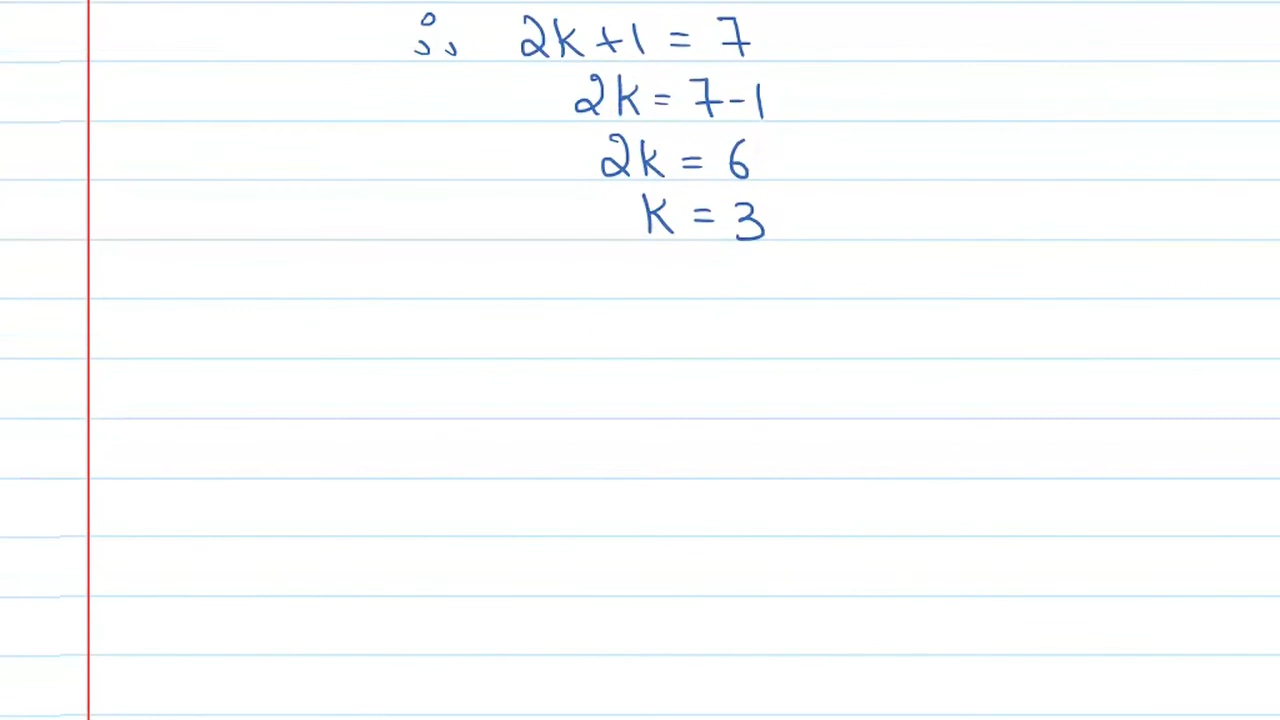 ∴ 2k+1 = 7
2k = 7-1
2k = 6
k = 3